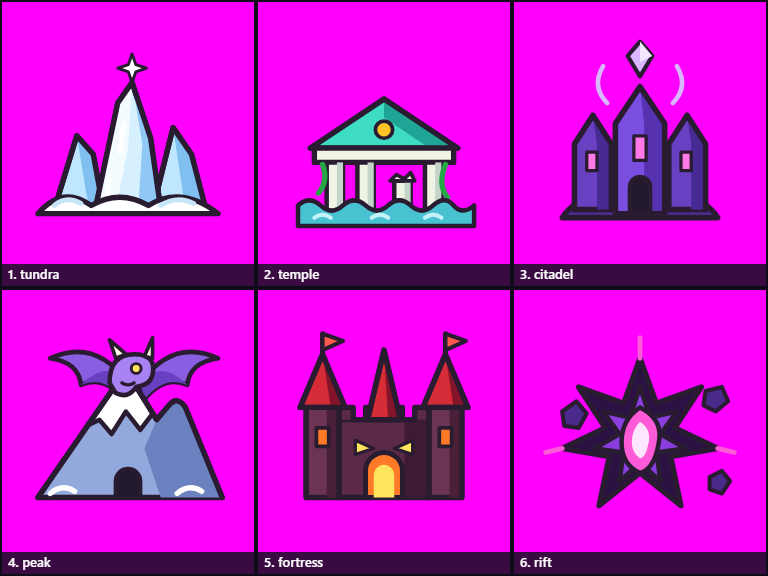 1. tundra
2. temple
3. citadel
4. peak
5. fortress
6. rift